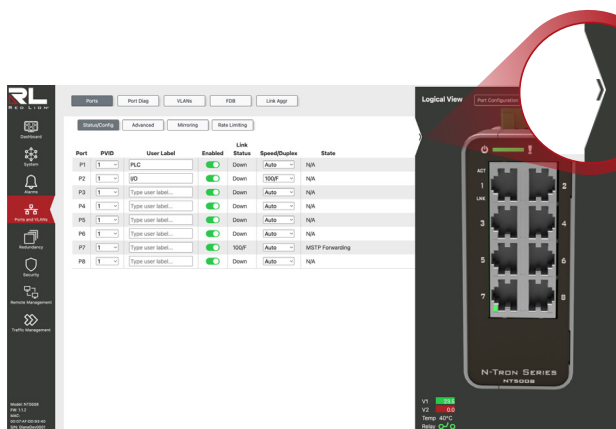 RL
RED LION
Dashboard
System
Alarms
Ports and VLANs
Redundancy
Security
Remote Management
Traffic Management
Model: NT5008
FW: 1.1.2
MAC:
Ports Port Diag VLANs FDB Link Aggr
Status/Config Advanced Mirroring Rate Limiting
Port PVID User Label Enabled Link Status Speed/Duplex State
P1 1 PLC Down Auto N/A
P2 1 I/O Down 100/F N/A
P3 1 Type user label... Down Auto N/A
P4 1 Type user label... Down Auto N/A
P5 1 Type user label... Down Auto N/A
P6 1 Type user label... Down Auto N/A
P7 1 Type user label... 100/F Auto MSTP Forwarding
P8 1 Type user label... Down Auto N/A
Logical View Port Configuration
ACT
1 2
LNK
3 4
5 6
7 8
N-TRON SERIES
NT5008
V1 23.5
V2 0.0
Temp 40°C
Relay